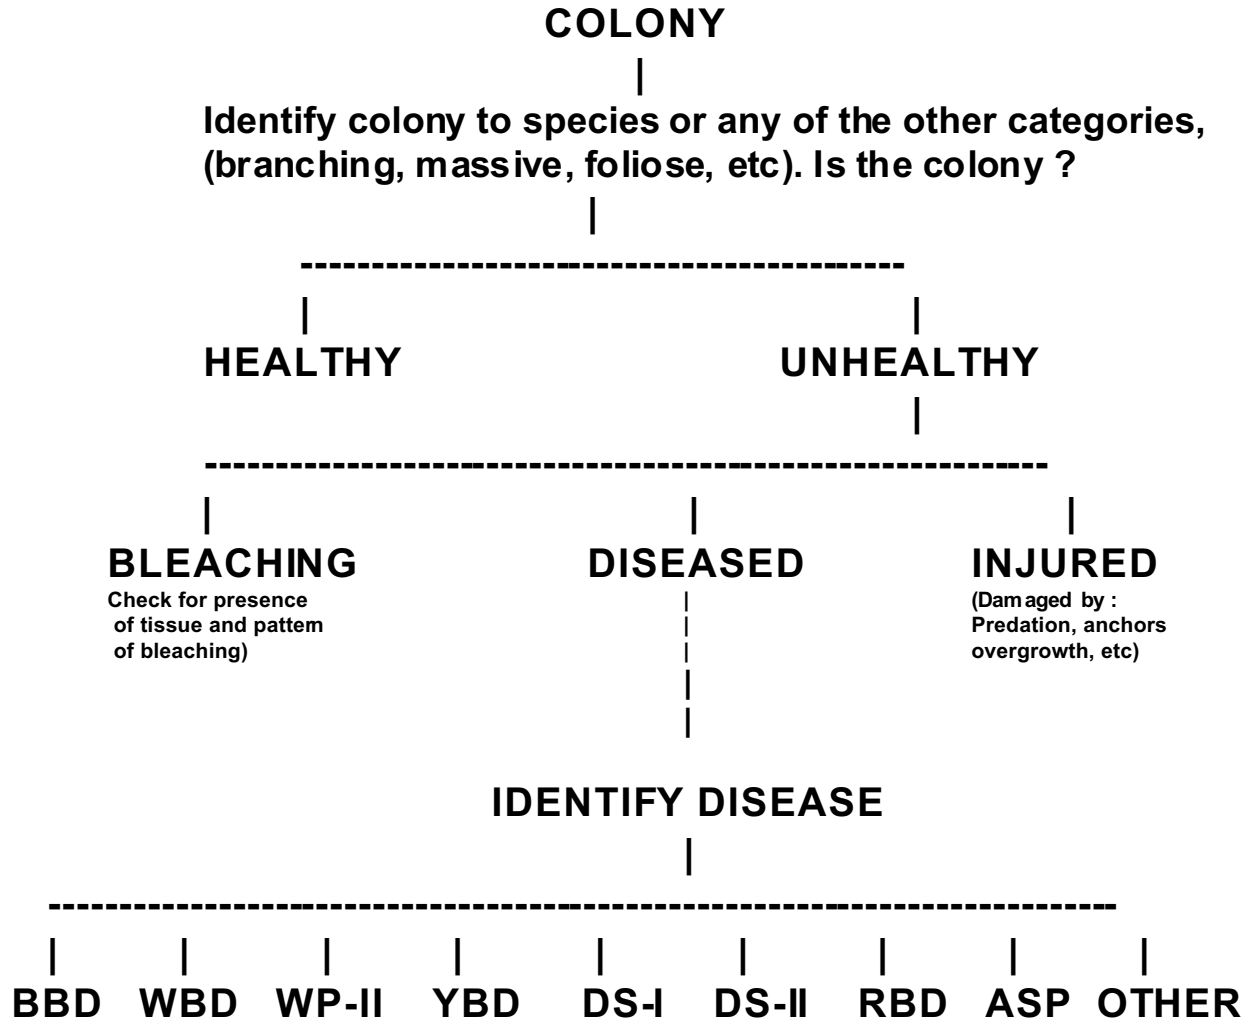 COLONY
Identify colony to species or any of the other categories,
(branching, massive, foliose, etc). Is the colony ?
HEALTHY UNHEALTHY
BLEACHING DISEASED INJURED
Check for presence
of tissue and pattern
of bleaching)
(Damaged by :
Predation, anchors
overgrowth, etc)
IDENTIFY DISEASE
BBD WBD WP-II YBD DS-I DS-II RBD ASP OTHER